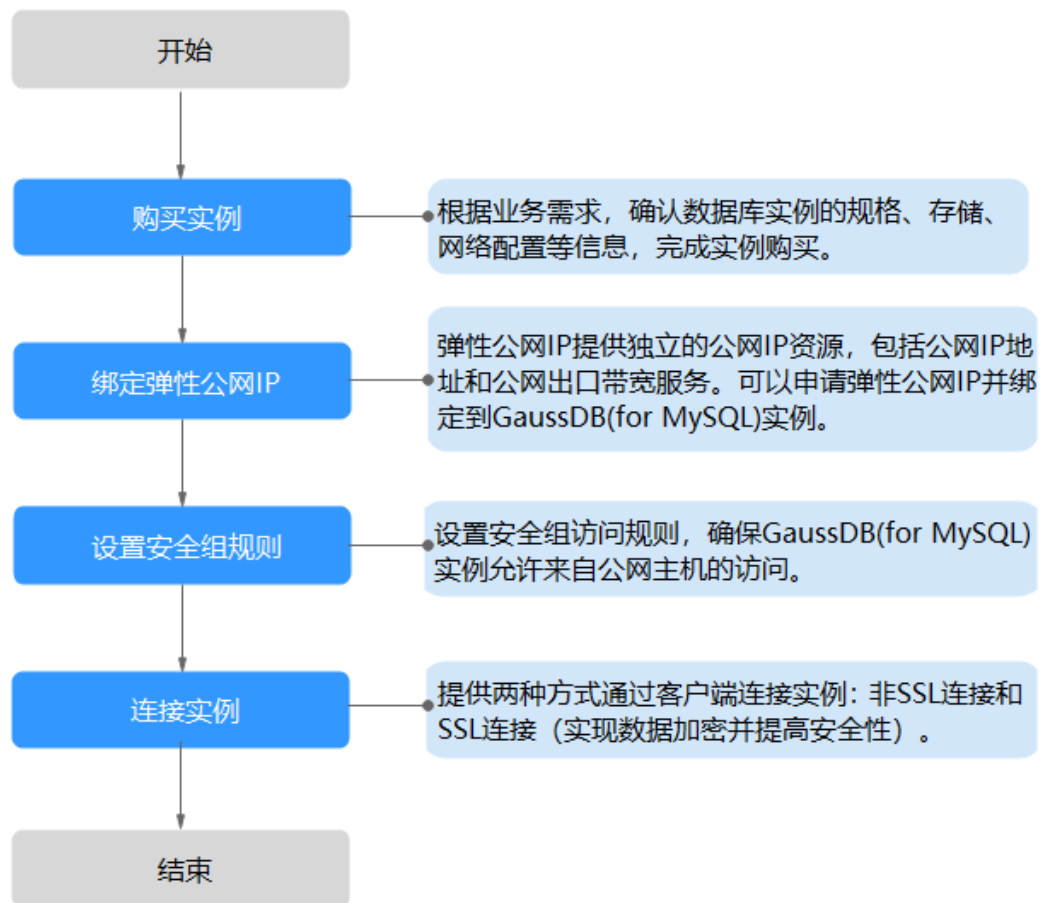 开始
购买实例
根据业务需求，确认数据库实例的规格、存储、
网络配置等信息，完成实例购买。
绑定弹性公网IP
弹性公网IP提供独立的公网IP资源，包括公网IP地
址和公网出口带宽服务。可以申请弹性公网IP并绑
定到GaussDB(for MySQL)实例。
设置安全组规则
设置安全组访问规则，确保GaussDB(for MySQL)
实例允许来自公网主机的访问。
连接实例
提供两种方式通过客户端连接实例：非SSL连接和
SSL连接（实现数据加密并提高安全性）。
结束